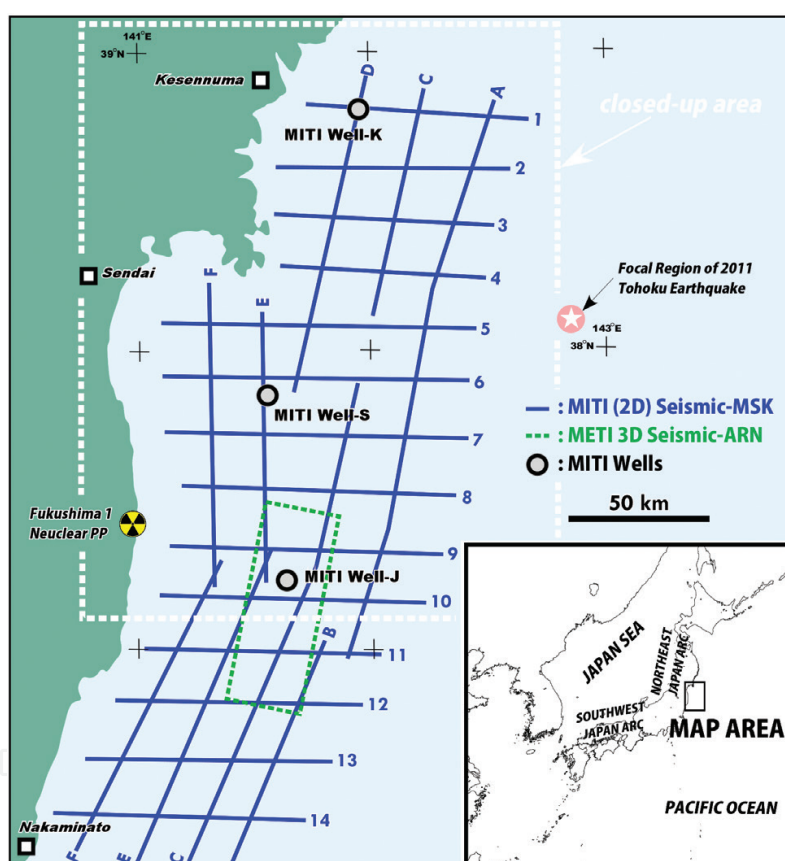 141°E
39°N
Kesennuma
D
C
A
closed-up area
MITI Well-K
1
2
3
4
Sendai
F
E
Focal Region of 2011
Tohoku Earthquake
143°E
38°N
5
6
MITI Well-S
: MITI (2D) Seismic-MSK
: METI 3D Seismic-ARN
: MITI Wells
7
8
50 km
Fukushima 1
Neuclear PP
9
MITI Well-J
10
B
11
12
13
14
Nakaminato
F
E
C
JAPAN SEA
NORTHEAST
JAPAN ARC
SOUTHWEST
JAPAN ARC
MAP AREA
PACIFIC OCEAN